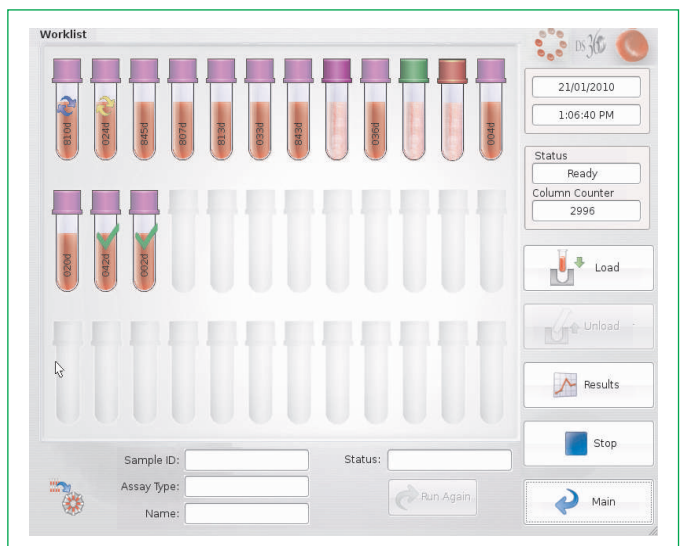 Worklist
DS 360
810d 024d 845d 807d 813d 033d 843d 036d 004d
020d 042d 002d
21/01/2010
1:06:40 PM
Status
Ready
Column Counter
2996
Load
Unload
Results
Stop
Main
Sample ID:
Assay Type:
Name:
Status:
Run Again